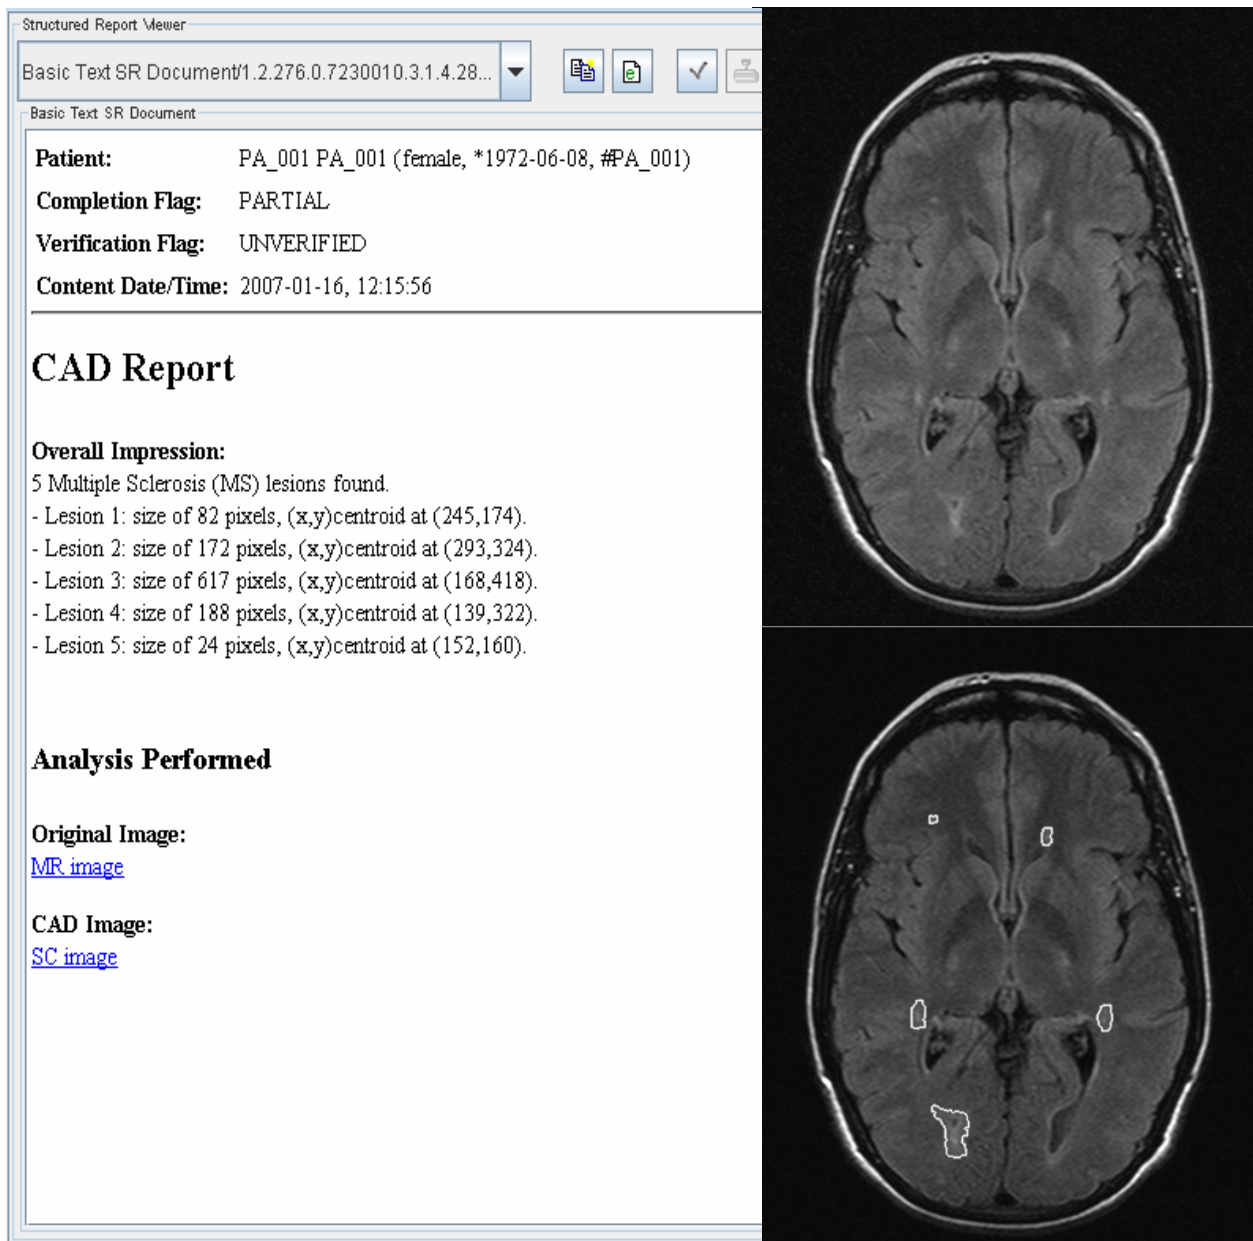 Structured Report Viewer
Basic Text SR Document/1.2.276.0.7230010.3.1.4.28...
Basic Text SR Document
Patient: PA_001 PA_001 (female, *1972-06-08, #PA_001)
Completion Flag: PARTIAL
Verification Flag: UNVERIFIED
Content Date/Time: 2007-01-16, 12:15:56
CAD Report
Overall Impression:
5 Multiple Sclerosis (MS) lesions found.
- Lesion 1: size of 82 pixels, (x,y)centroid at (245,174).
- Lesion 2: size of 172 pixels, (x,y)centroid at (293,324).
- Lesion 3: size of 617 pixels, (x,y)centroid at (168,418).
- Lesion 4: size of 188 pixels, (x,y)centroid at (139,322).
- Lesion 5: size of 24 pixels, (x,y)centroid at (152,160).
Analysis Performed
Original Image:
MR image
CAD Image:
SC image